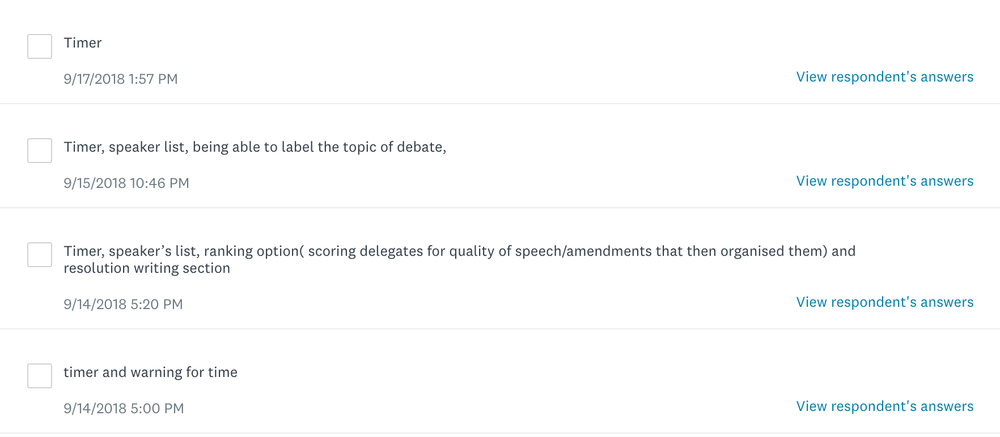 Timer
9/17/2018 1:57 PM
View respondent's answers
Timer, speaker list, being able to label the topic of debate,
9/15/2018 10:46 PM
View respondent's answers
Timer, speaker’s list, ranking option( scoring delegates for quality of speech/amendments that then organised them) and
resolution writing section
9/14/2018 5:20 PM
View respondent's answers
timer and warning for time
9/14/2018 5:00 PM
View respondent's answers